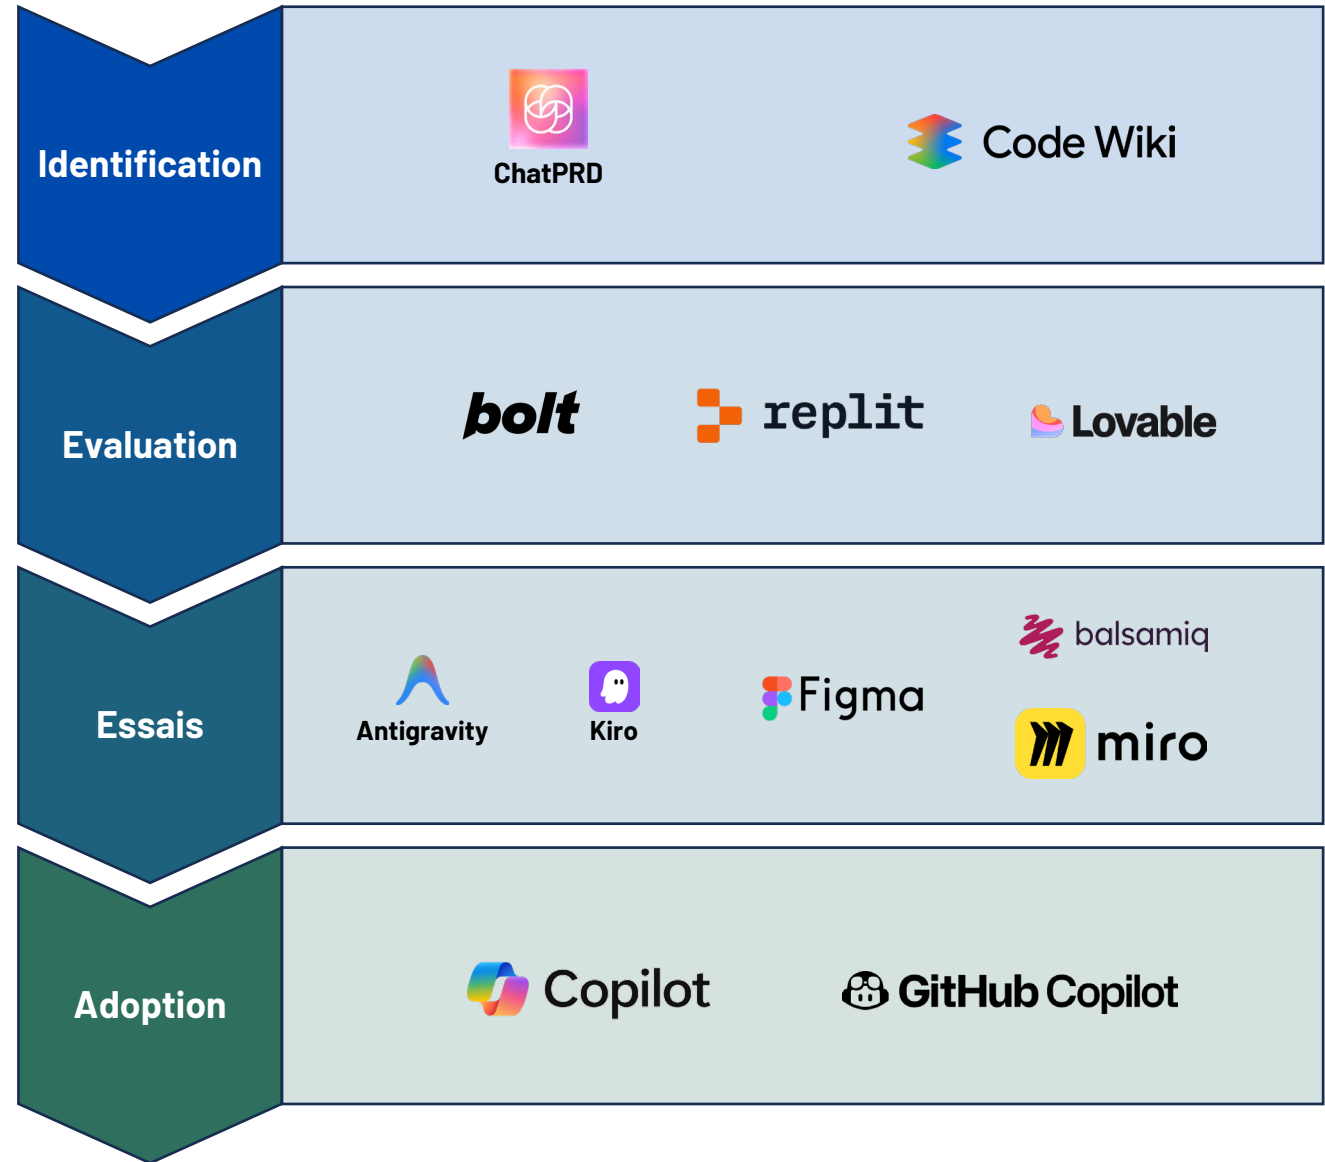 Identification
ChatPRD
Code Wiki
Evaluation
bolt
replit
Lovable
Essais
Antigravity
Kiro
Figma
balsamiq
miro
Adoption
Copilot
GitHub Copilot